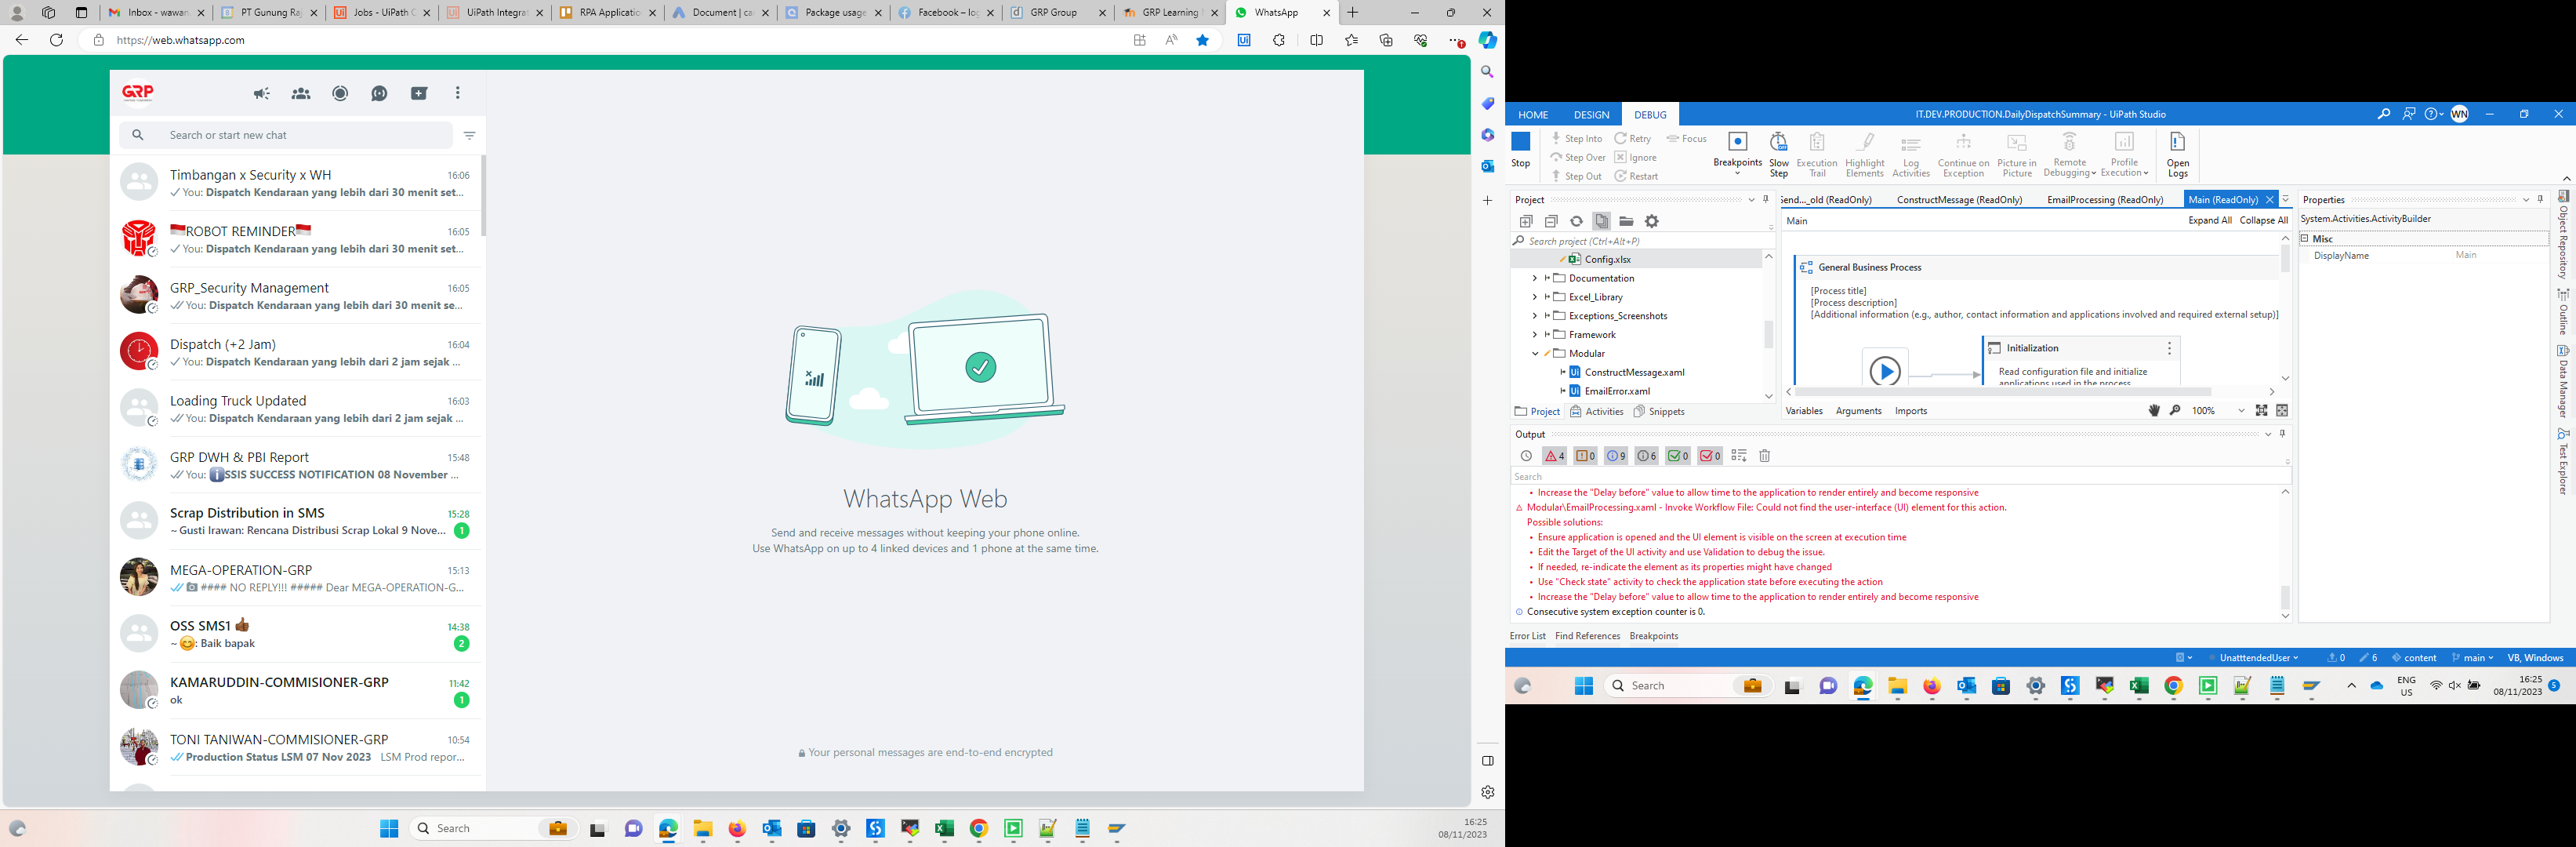 Inbox - wawan
PT Gunung Raj
Jobs - UiPath C
UiPath Integrat
RPA Applicatio
Document | ca
Package usage
Facebook – log
GRP Group
GRP Learning
WhatsApp
https://web.whatsapp.com
GRP
Search or start new chat
Timbangan x Security x WH 16:06
You: Dispatch Kendaraan yang lebih dari 30 menit set...
ROBOT REMINDER 16:05
You: Dispatch Kendaraan yang lebih dari 30 menit set...
GRP_Security Management 16:05
You: Dispatch Kendaraan yang lebih dari 30 menit se...
Dispatch (+2 Jam) 16:04
You: Dispatch Kendaraan yang lebih dari 2 jam sejak ...
Loading Truck Updated 16:03
You: Dispatch Kendaraan yang lebih dari 2 jam sejak ...
GRP DWH & PBI Report 15:48
You: SSIS SUCCESS NOTIFICATION 08 November ...
Scrap Distribution in SMS 15:28
~ Gusti Irawan: Rencana Distribusi Scrap Lokal 9 Nove... 1
MEGA-OPERATION-GRP 15:13
#### NO REPLY!!! ##### Dear MEGA-OPERATION-G...
OSS SMS1 👍🏾 14:38
~ 😊: Baik bapak 2
KAMARUDDIN-COMMISIONER-GRP 11:42
ok 1
TONI TANIWAN-COMMISIONER-GRP 10:54
Production Status LSM 07 Nov 2023 LSM Prod repor...
WhatsApp Web
Send and receive messages without keeping your phone online.
Use WhatsApp on up to 4 linked devices and 1 phone at the same time.
Your personal messages are end-to-end encrypted
Search
16:25
08/11/2023
HOME DESIGN DEBUG
IT.DEV.PRODUCTION.DailyDispatchSummary - UiPath Studio
WN
Stop
Step Into Retry Focus
Step Over Ignore
Step Out Restart
Breakpoints
Slow Step
Execution Trail
Highlight Elements
Log Activities
Continue on Exception
Picture in Picture
Remote Debugging
Profile Execution
Open Logs
Project
Search project (Ctrl+Alt+P)
Config.xlsx
Documentation
Excel_Library
Exceptions_Screenshots
Framework
Modular
ConstructMessage.xaml
EmailError.xaml
Project Activities Snippets
Send..._old (ReadOnly) ConstructMessage (ReadOnly) EmailProcessing (ReadOnly) Main (ReadOnly)
Main Expand All Collapse All
General Business Process
[Process title]
[Process description]
[Additional information (e.g., author, contact information and applications involved and required external setup)]
Initialization
Read configuration file and initialize
applications used in the process
Variables Arguments Imports 100%
Properties
System.Activities.ActivityBuilder
Misc
DisplayName Main
Object Repository
Outline
Data Manager
Test Explorer
Output
4 0 9 6 0 0
Search
• Increase the "Delay before" value to allow time to the application to render entirely and become responsive
Modular\EmailProcessing.xaml - Invoke Workflow File: Could not find the user-interface (UI) element for this action.
Possible solutions:
• Ensure application is opened and the UI element is visible on the screen at execution time
• Edit the Target of the UI activity and use Validation to debug the issue.
• If needed, re-indicate the element as its properties might have changed
• Use "Check state" activity to check the application state before executing the action
• Increase the "Delay before" value to allow time to the application to render entirely and become responsive
Consecutive system exception counter is 0.
Error List Find References Breakpoints
UnatttendedUser 0 6 content main VB, Windows
Search
ENG
US
16:25
08/11/2023
5